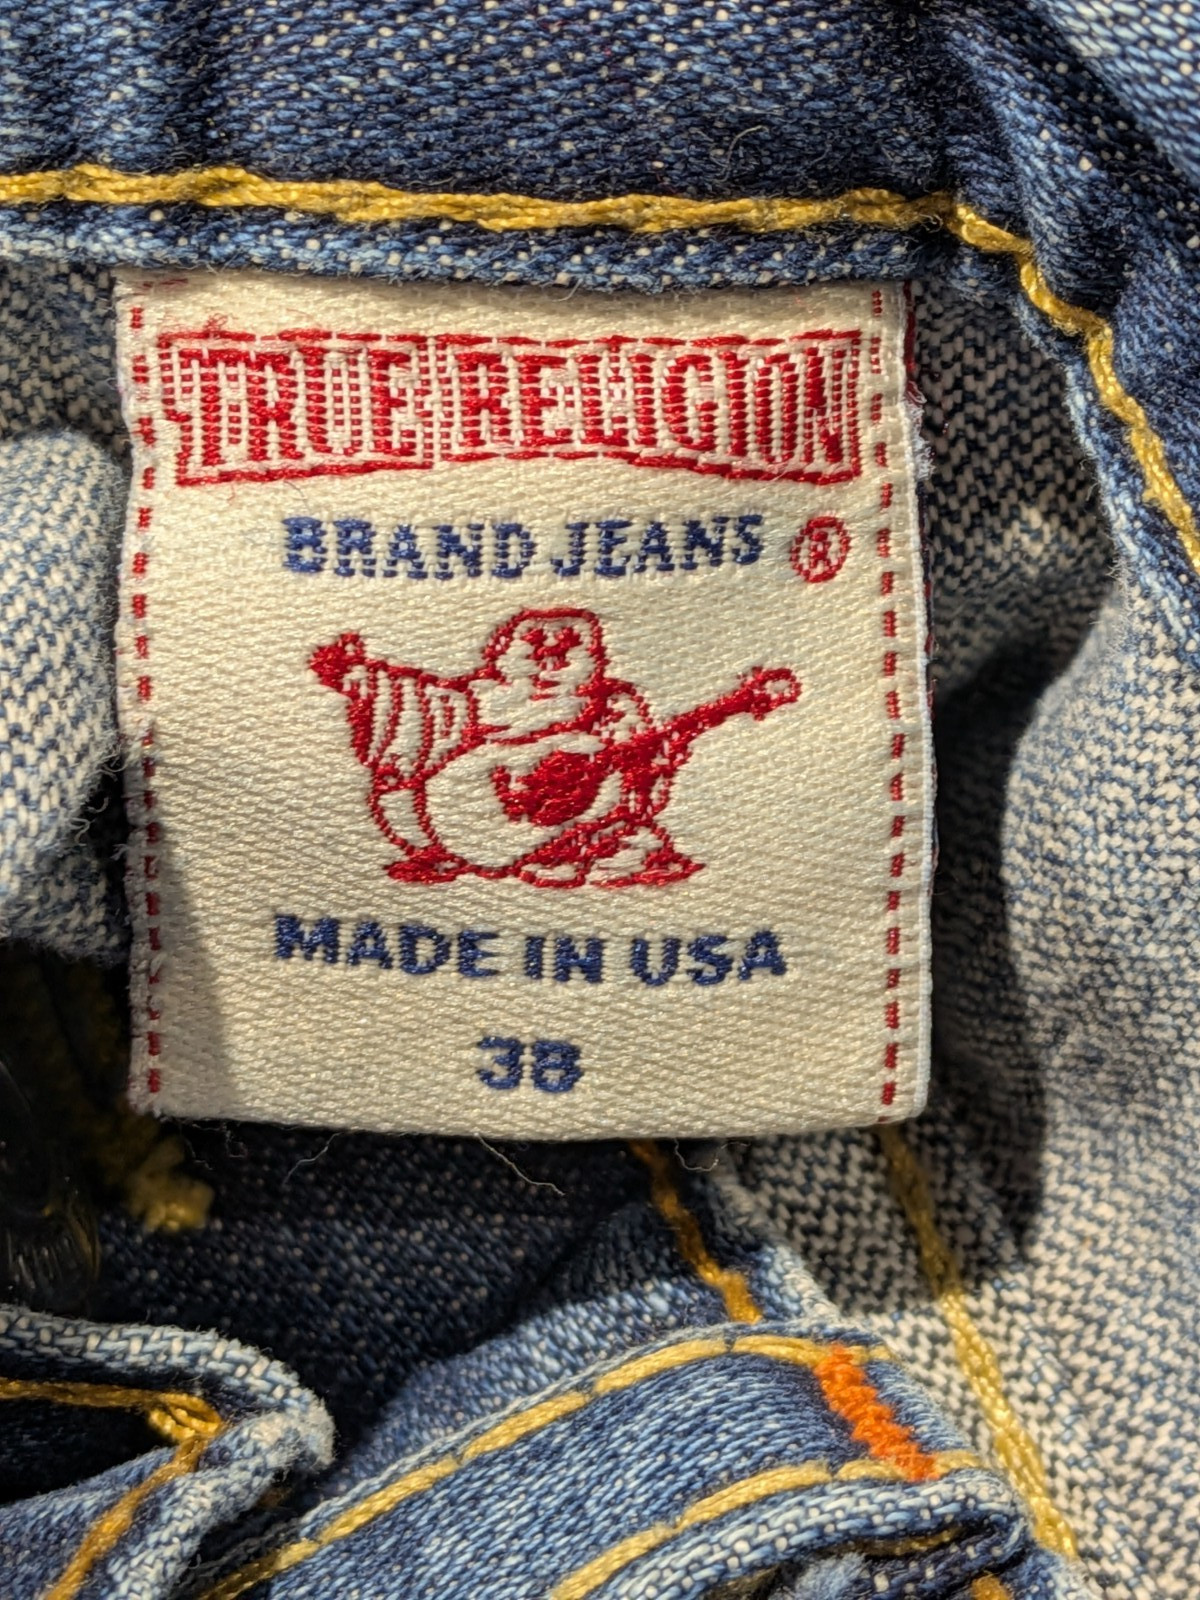 TRUE RELIGION
BRAND JEANS ®
MADE IN USA
38